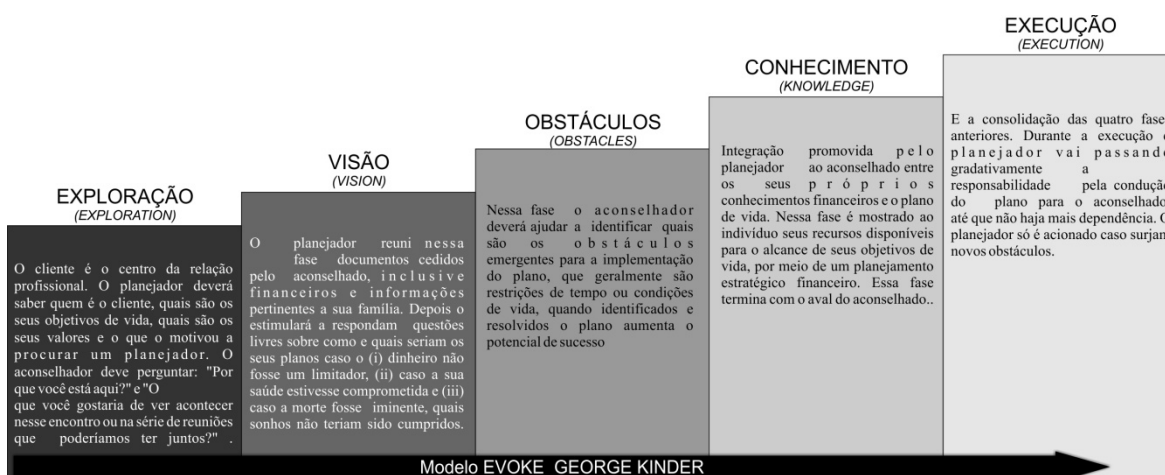 EXPLORAÇÃO
(EXPLORATION)
O cliente é o centro da relação
profissional. O planejador deverá
saber quem é o cliente, quais são os
seus objetivos de vida, quais são os
seus valores e o que o motivou a
procurar um planejador. O
aconselhador deve perguntar: "Por
que você está aqui?" e "O
que você gostaria de ver acontecer
nesse encontro ou na série de reuniões
que poderíamos ter juntos?" .
VISÃO
(VISION)
O planejador reuni nessa
fase documentos cedidos
pelo aconselhado, inclusive
financeiros e informações
pertinentes a sua família. Depois o
estimulará a respondam questões
livres sobre como e quais seriam os
seus planos caso o (i) dinheiro não
fosse um limitador, (ii) caso a sua
saúde estivesse comprometida e (iii)
caso a morte fosse iminente, quais
sonhos não teriam sido cumpridos.
OBSTÁCULOS
(OBSTACLES)
Nessa fase o aconselhador
deverá ajudar a identificar quais
são os obstáculos
emergentes para a implementação
do plano, que geralmente são
restrições de tempo ou condições
de vida, quando identificados e
resolvidos o plano aumenta o
potencial de sucesso
CONHECIMENTO
(KNOWLEDGE)
Integração promovida pelo
planejador ao aconselhado entre
os seus próprios
conhecimentos financeiros e o plano
de vida. Nessa fase é mostrado ao
indivíduo seus recursos disponíveis
para o alcance de seus objetivos de
vida, por meio de um planejamento
estratégico financeiro. Essa fase
termina com o aval do aconselhado..
EXECUÇÃO
(EXECUTION)
E a consolidação das quatro fase
anteriores. Durante a execução o
planejador vai passando
gradativamente a
responsabilidade pela condução
do plano para o aconselhado
até que não haja mais dependência. O
planejador só é acionado caso surjam
novos obstáculos.
Modelo EVOKE GEORGE KINDER